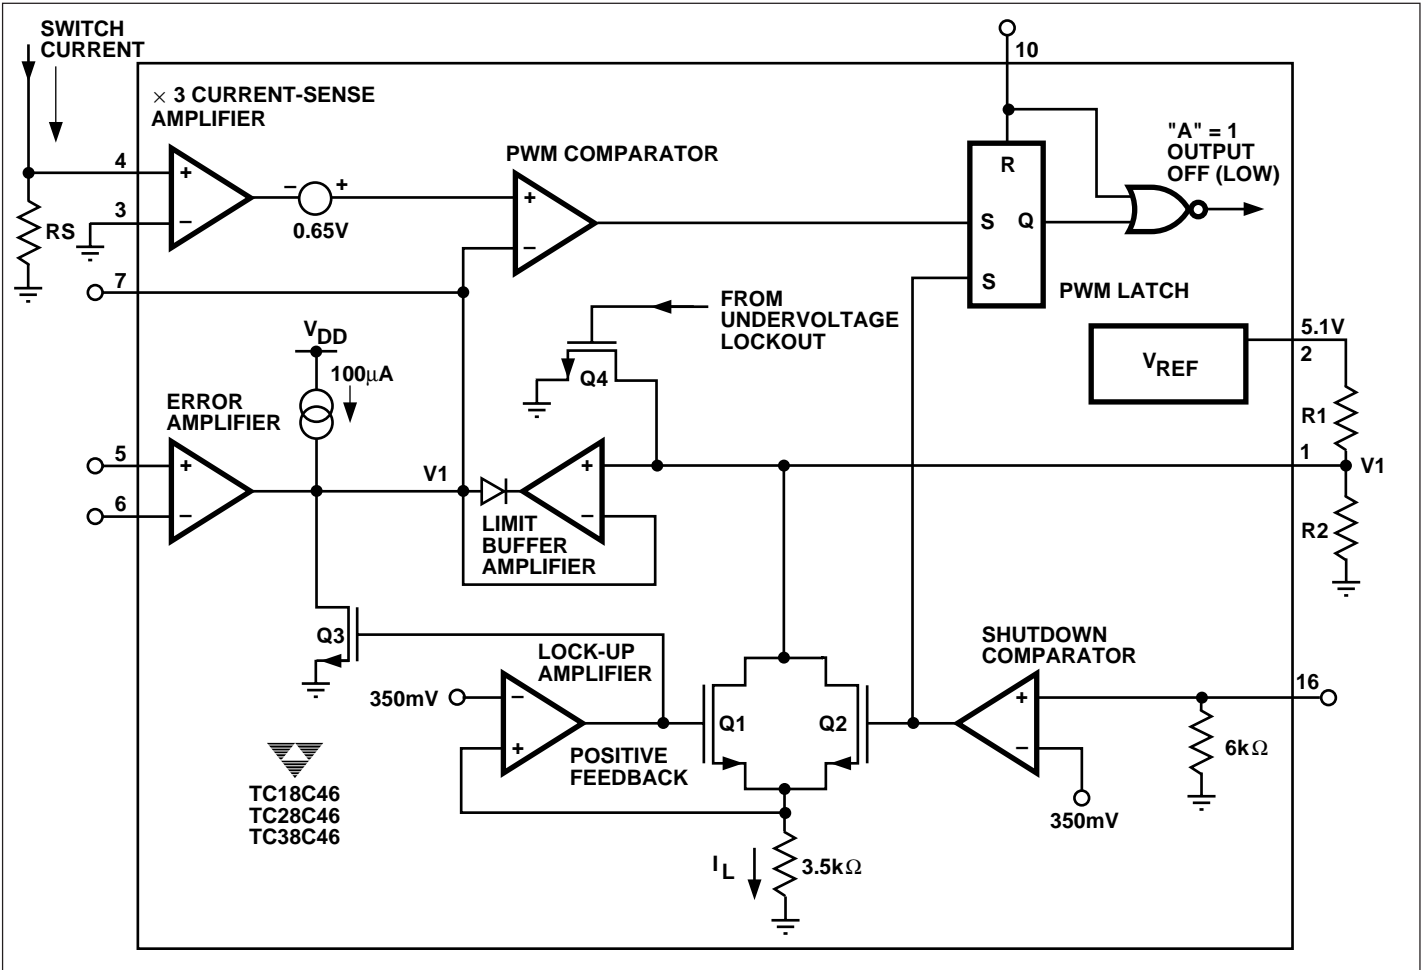 SWITCH
CURRENT
10
× 3 CURRENT-SENSE
AMPLIFIER
"A" = 1
OUTPUT
OFF (LOW)
PWM COMPARATOR
4
+
–
+
+
R
3
–
0.65V
–
S
Q
S
RS
7
PWM LATCH
FROM
UNDERVOLTAGE
LOCKOUT
VDD
5.1V
2
VREF
100µA
Q4
ERROR
AMPLIFIER
R1
5
+
6
–
V1
+
–
1
V1
LIMIT
BUFFER
AMPLIFIER
R2
Q3
LOCK-UP
AMPLIFIER
SHUTDOWN
COMPARATOR
350mV
–
+
Q1
Q2
+
–
16
6kΩ
POSITIVE
FEEDBACK
TC18C46
TC28C46
TC38C46
350mV
IL
3.5kΩ